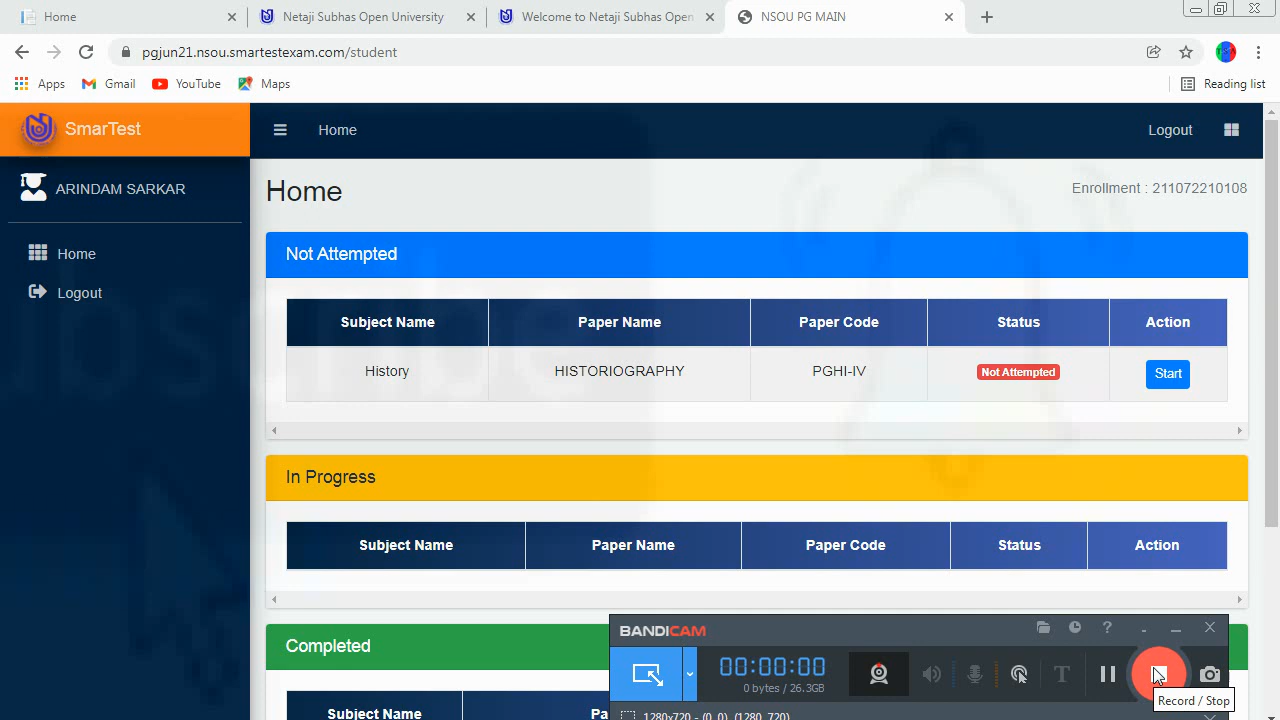 Home
Netaji Subhas Open University
Welcome to Netaji Subhas Open
NSOU PG MAIN
pgjun21.nsou.smartestexam.com/student
Apps Gmail YouTube Maps Reading list
SmarTest
Home
Logout
ARINDAM SARKAR
Home
Logout
Home
Enrollment : 211072210108
Not Attempted
Subject Name Paper Name Paper Code Status Action
History HISTORIOGRAPHY PGHI-IV Not Attempted Start
In Progress
Subject Name Paper Name Paper Code Status Action
Completed
Subject Name Pa
BANDICAM
00:00:00
0 bytes / 26.3GB
Record / Stop
1280x720 - (0, 0), (1280, 720)